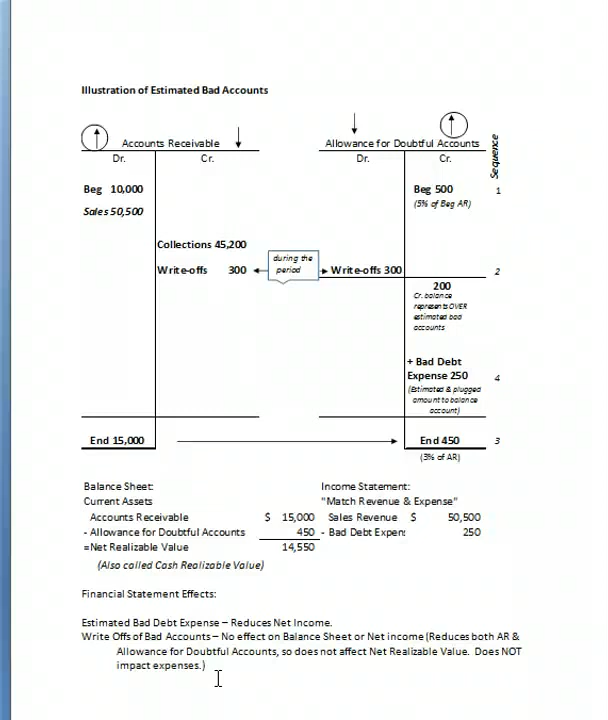 Illustration of Estimated Bad Accounts
Accounts Receivable
Allowance for Doubtful Accounts
Sequence
Dr.
Cr.
Dr.
Cr.
Beg 10,000
Beg 500
1
(5% of Beg AR)
Sales 50,500
Collections 45,200
during the
period
Write-offs 300
Write-offs 300
2
200
Cr. balance
represents OVER
estimated bad
accounts
+ Bad Debt
Expense 250
4
(Estimated & plugged
amount to balance
account)
End 15,000
End 450
3
(3% of AR)
Balance Sheet:
Income Statement:
Current Assets
"Match Revenue & Expense"
Accounts Receivable $ 15,000
Sales Revenue $ 50,500
- Allowance for Doubtful Accounts 450
- Bad Debt Expens 250
=Net Realizable Value 14,550
(Also called Cash Realizable Value)
Financial Statement Effects:
Estimated Bad Debt Expense – Reduces Net Income.
Write Offs of Bad Accounts – No effect on Balance Sheet or Net income (Reduces both AR &
Allowance for Doubtful Accounts, so does not affect Net Realizable Value. Does NOT
impact expenses.)